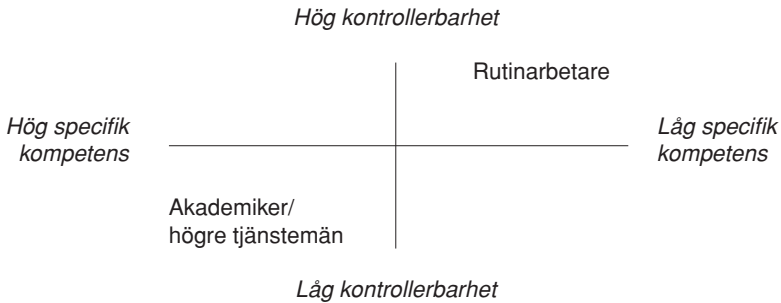 Hög kontrollerbarhet
Rutinarbetare
Hög specifik
kompetens
Låg specifik
kompetens
Akademiker/
högre tjänstemän
Låg kontrollerbarhet